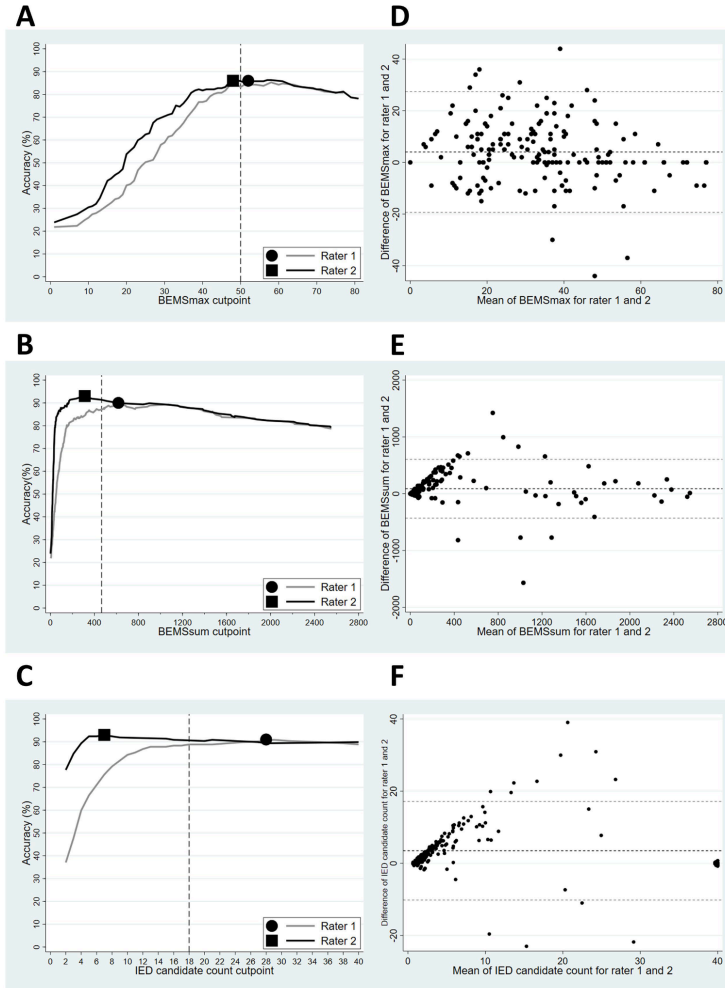 A
Accuracy (%)
100
90
80
70
60
50
40
30
20
10
0
0 10 20 30 40 50 60 70 80
BEMSmax cutpoint
Rater 1
Rater 2
D
Difference of BEMSmax for rater 1 and 2
40
20
0
-20
-40
0 20 40 60 80
Mean of BEMSmax for rater 1 and 2
B
Accuracy(%)
100
90
80
70
60
50
40
30
20
10
0
0 400 800 1200 1600 2000 2400 2800
BEMSsum cutpoint
Rater 1
Rater 2
E
Difference of BEMSsum for rater 1 and 2
2000
1000
0
-1000
-2000
0 400 800 1200 1600 2000 2400 2800
Mean of BEMSsum for rater 1 and 2
C
Accuracy (%)
100
90
80
70
60
50
40
30
20
10
0
0 2 4 6 8 10 12 14 16 18 20 22 24 26 28 30 32 34 36 38 40
IED candidate count cutpoint
Rater 1
Rater 2
F
Difference of IED candidate count for rater 1 and 2
40
20
0
-20
0 10 20 30 40
Mean of IED candidate count for rater 1 and 2